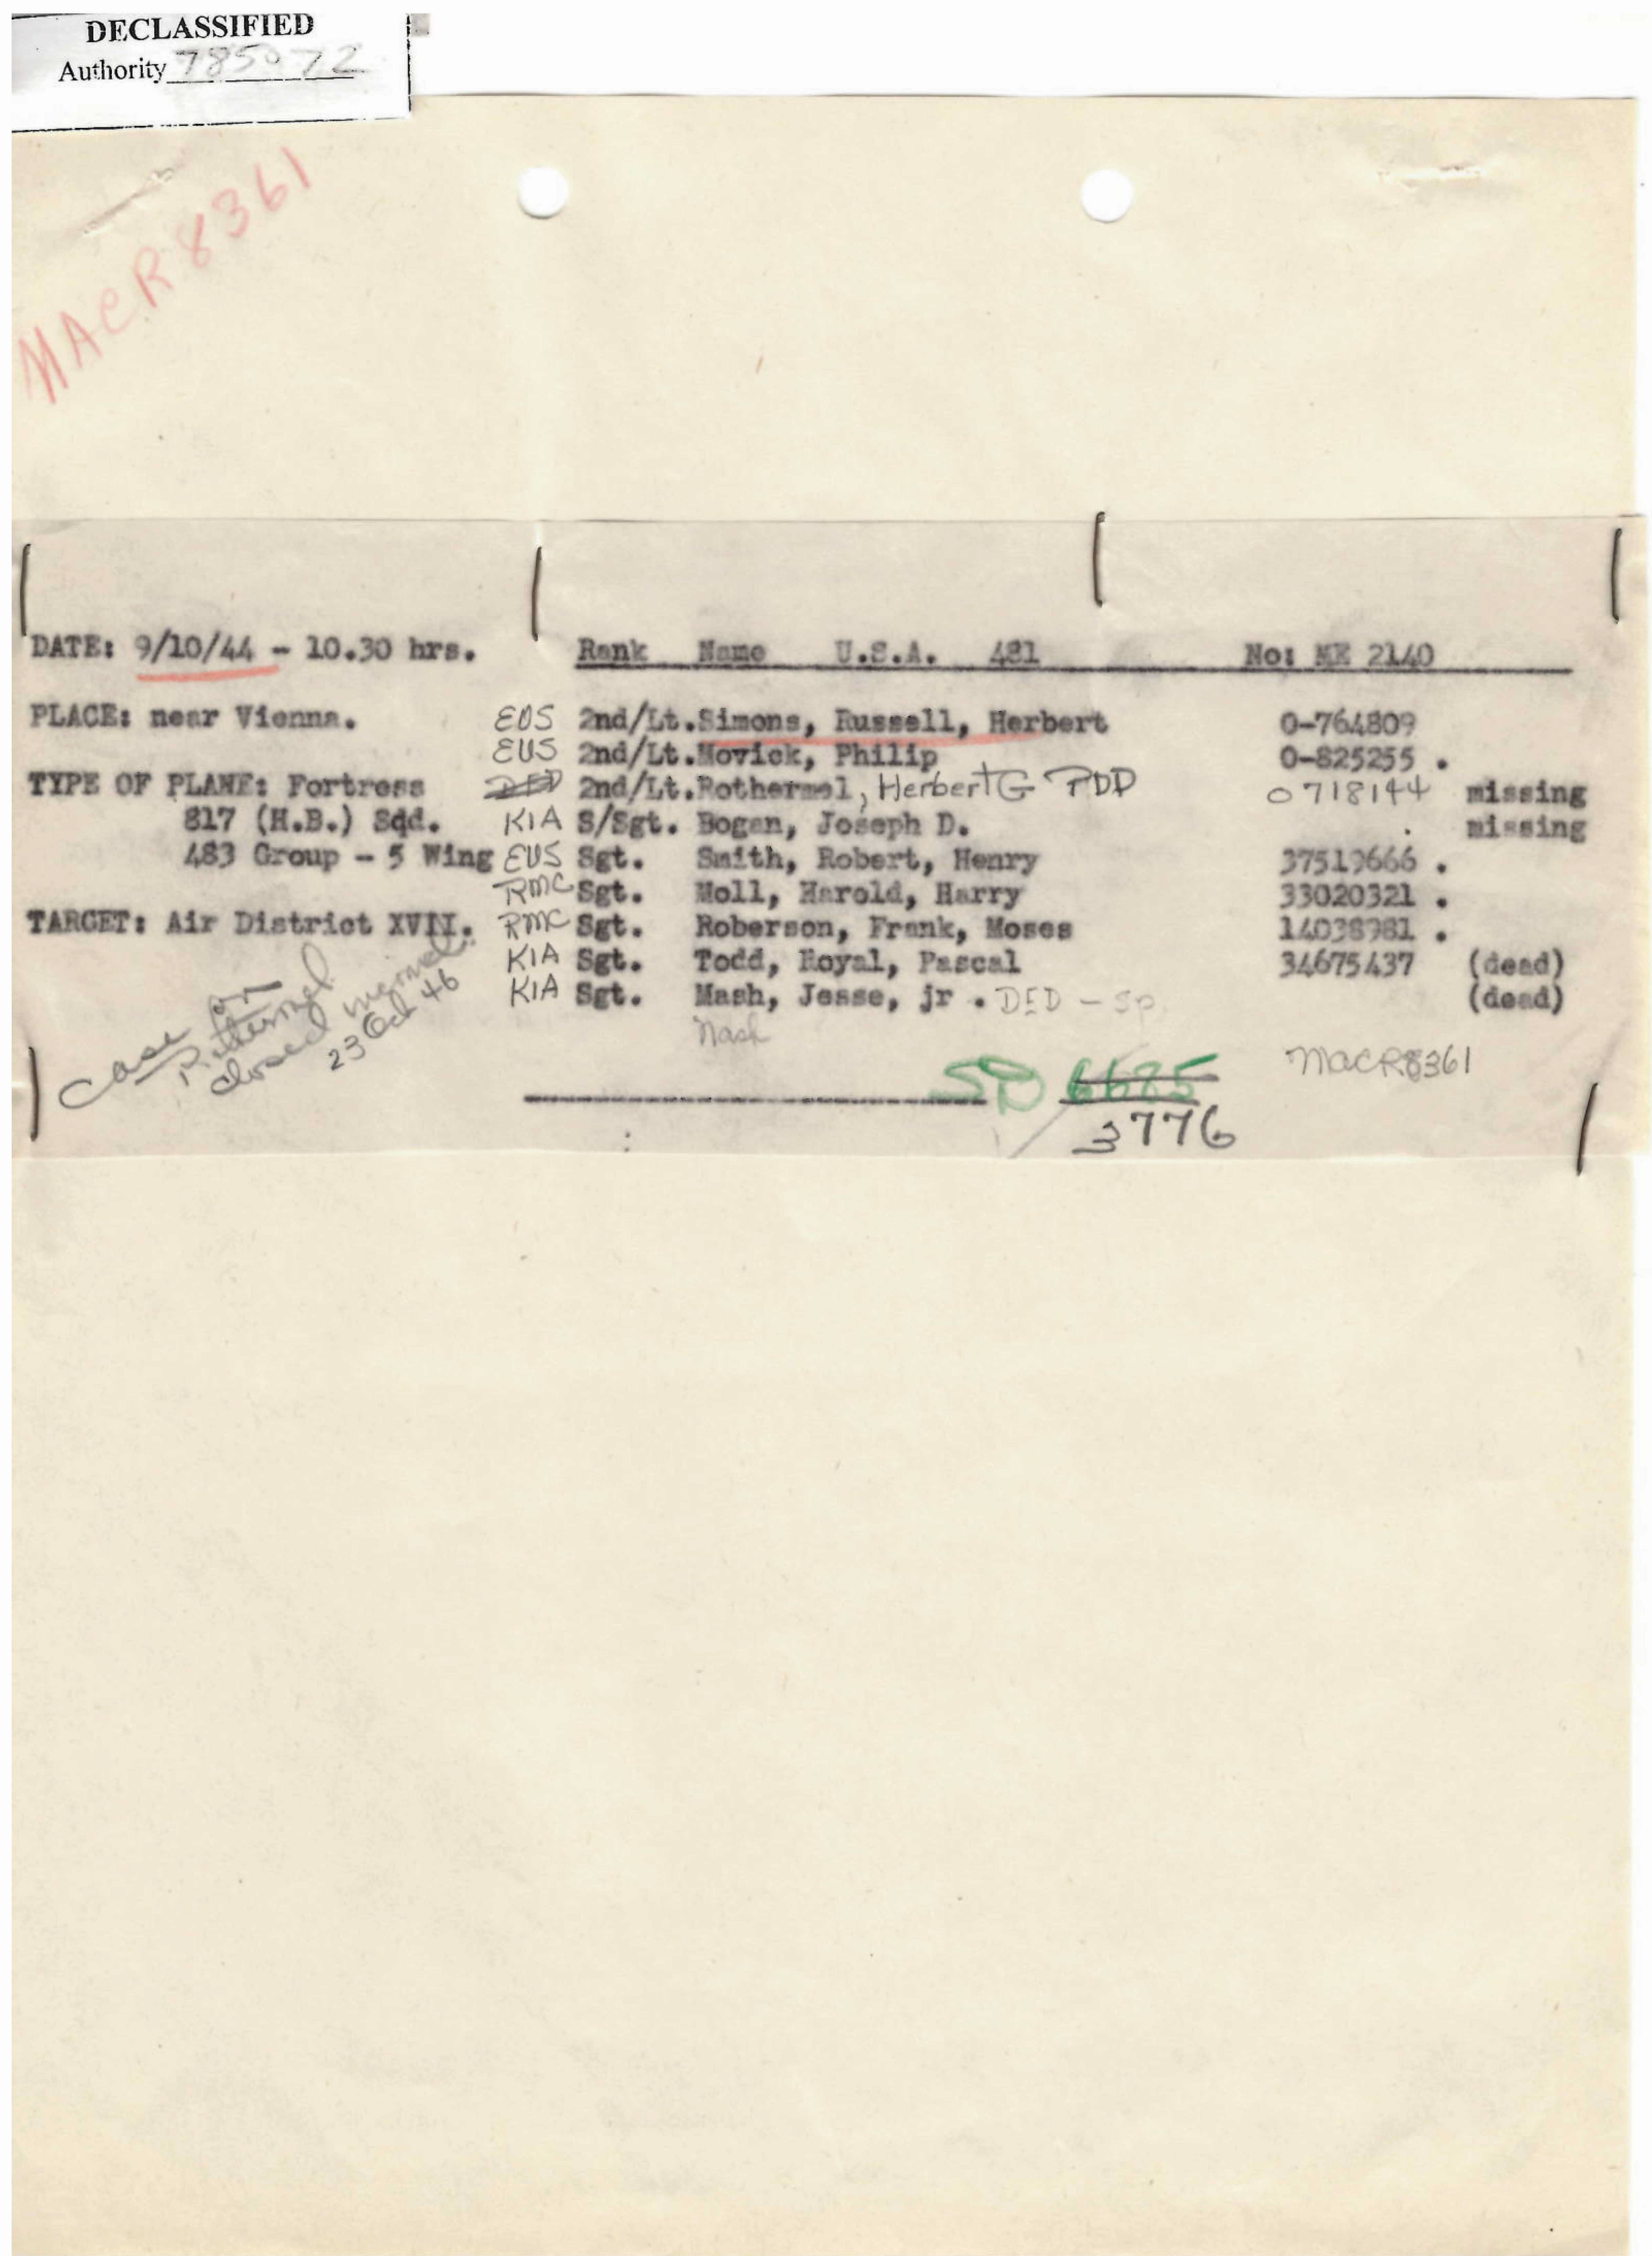 DECLASSIFIED
Authority 785072
MACR 8361
DATE: 9/10/44 - 10.30 hrs. Rank Name U.S.A. 481 No: ME 2140
PLACE: near Vienna. EUS 2nd/Lt. Simons, Russell, Herbert 0-764809
EUS 2nd/Lt. Movick, Philip 0-825255 .
TYPE OF PLANE: Fortress DED 2nd/Lt. Rothermel, Herbert G PDD 0718144 missing
817 (H.B.) Sqd. KIA S/Sgt. Bogan, Joseph D. . missing
483 Group - 5 Wing EUS Sgt. Smith, Robert, Henry 37519666 .
RMC Sgt. Moll, Harold, Harry 33020321 .
TARGET: Air District XVII. RMC Sgt. Roberson, Frank, Moses 14038981 .
KIA Sgt. Todd, Royal, Pascal 34675437 (dead)
KIA Sgt. Mash, Jesse, jr . DED - SP (dead)
Nash
Case on
Rothermel
closed
23 Oct 46
MACR8361
SD 6685
3776